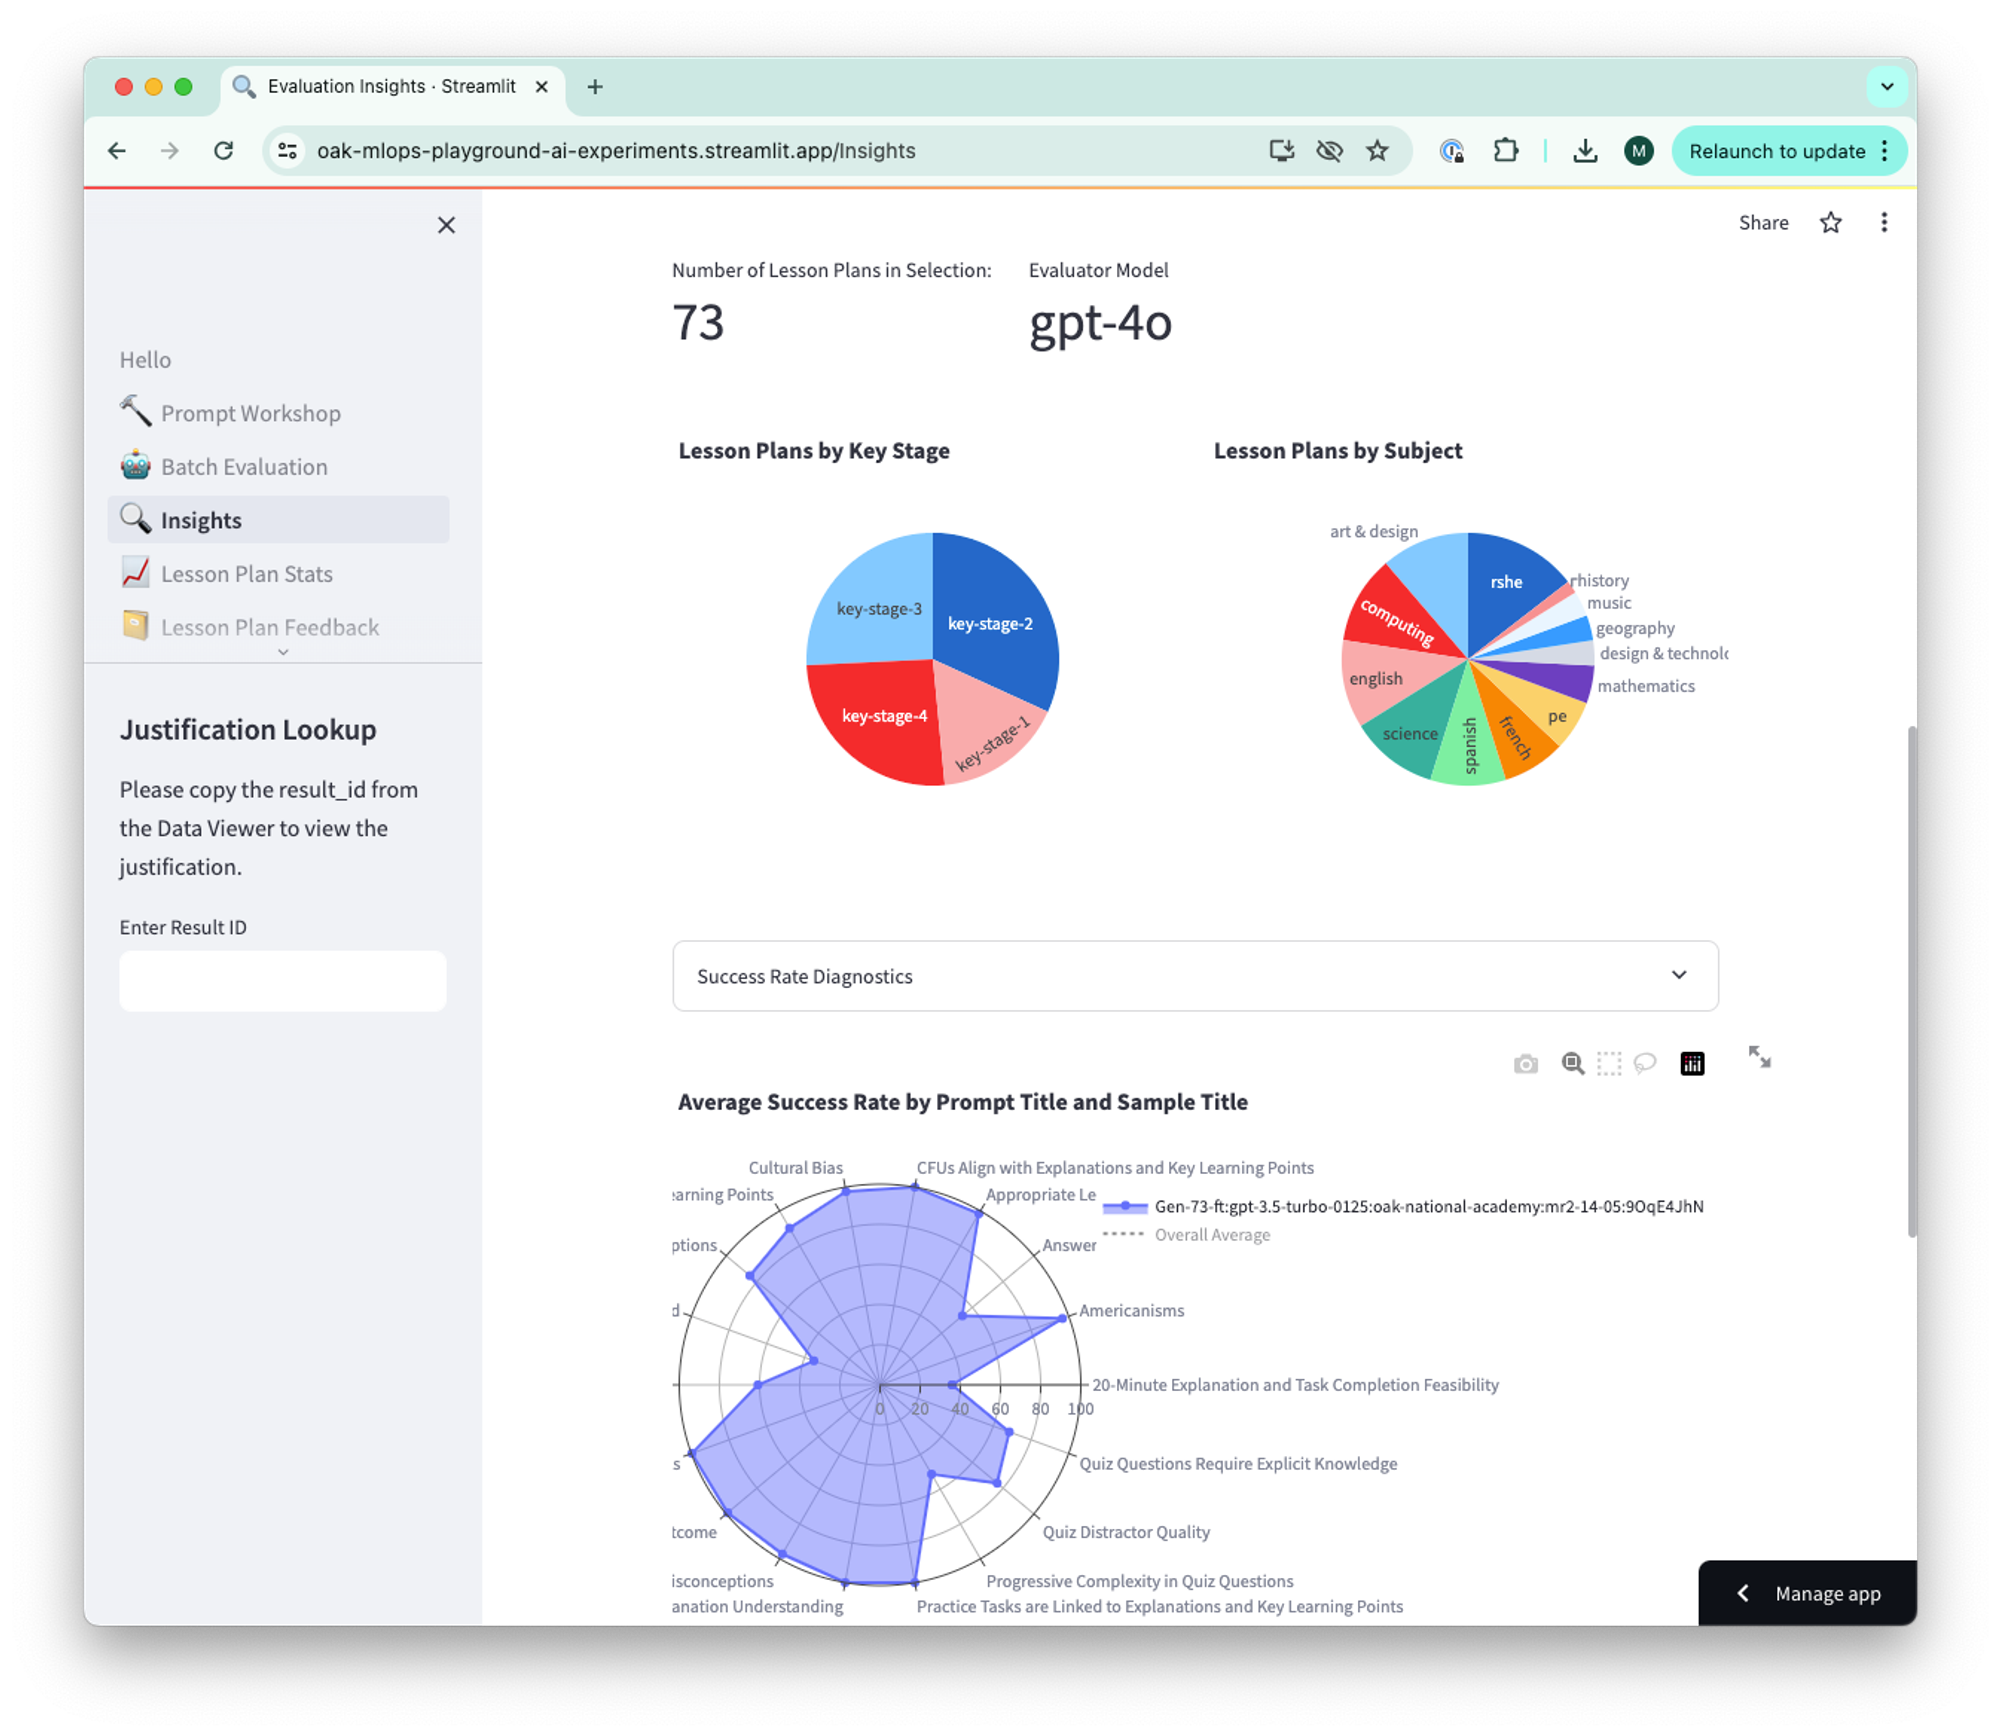 Evaluation Insights · Streamlit
oak-mlops-playground-ai-experiments.streamlit.app/Insights
M
Relaunch to update
Share
Hello
Prompt Workshop
Batch Evaluation
Insights
Lesson Plan Stats
Lesson Plan Feedback
Justification Lookup
Please copy the result_id from
the Data Viewer to view the
justification.
Enter Result ID
Number of Lesson Plans in Selection:
73
Evaluator Model
gpt-4o
Lesson Plans by Key Stage
key-stage-3
key-stage-2
key-stage-4
key-stage-1
Lesson Plans by Subject
art & design
rshe
history
music
computing
geography
design & technolo
english
mathematics
pe
science
spanish
french
Success Rate Diagnostics
Average Success Rate by Prompt Title and Sample Title
Cultural Bias
CFUs Align with Explanations and Key Learning Points
earning Points
Appropriate Le
Gen-73-ft:gpt-3.5-turbo-0125:oak-national-academy:mr2-14-05:9OqE4JhN
Overall Average
ptions
Answer
d
Americanisms
20-Minute Explanation and Task Completion Feasibility
0 20 40 60 80 100
s
Quiz Questions Require Explicit Knowledge
tcome
Quiz Distractor Quality
isconceptions
Progressive Complexity in Quiz Questions
anation Understanding
Practice Tasks are Linked to Explanations and Key Learning Points
Manage app